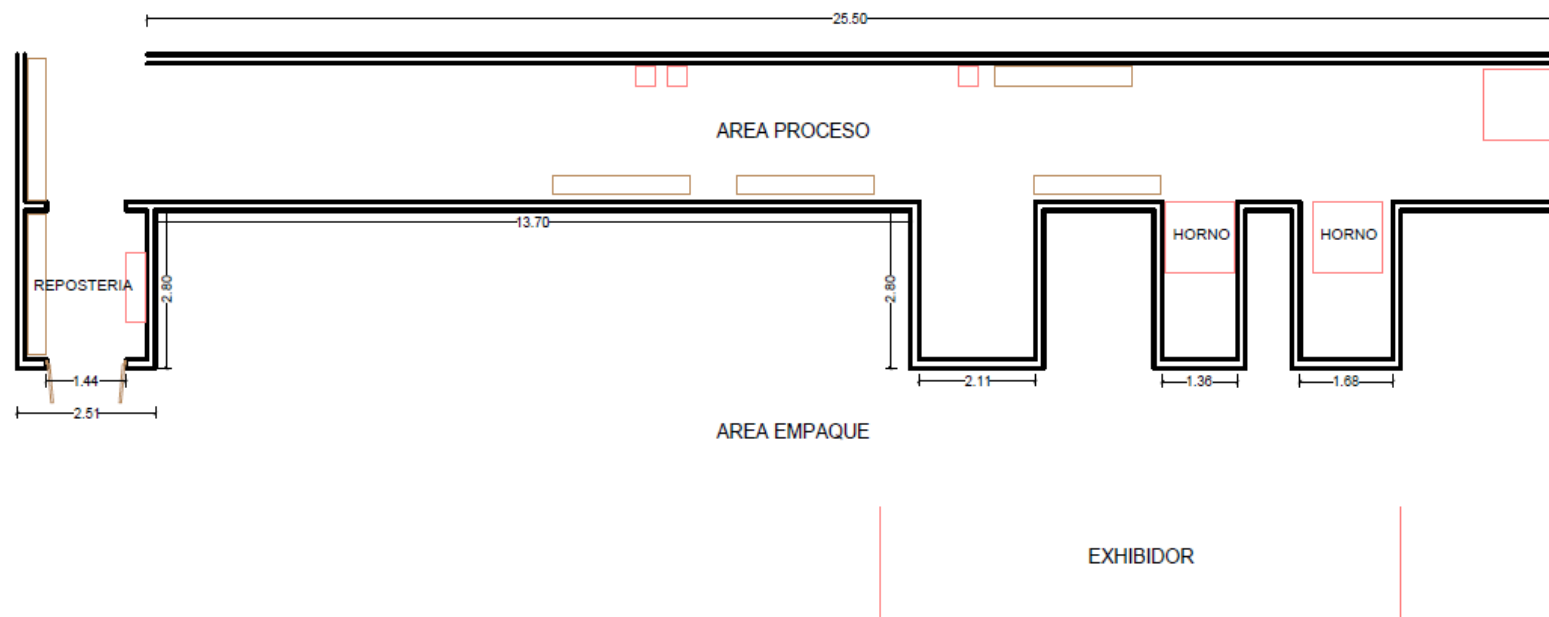 25.50
AREA PROCESO
13.70
HORNO
HORNO
REPOSTERIA
2.80
2.80
1.44
2.11
1.36
1.68
2.51
AREA EMPAQUE
EXHIBIDOR